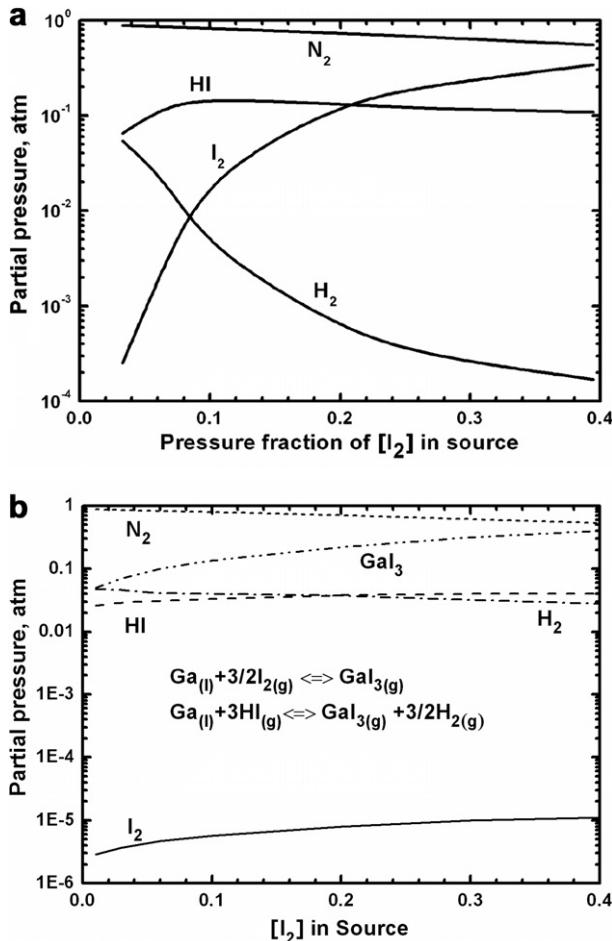 a
10⁰
N₂
10⁻¹
HI
I₂
10⁻²
H₂
10⁻³
10⁻⁴
Partial pressure, atm
0.0 0.1 0.2 0.3 0.4
Pressure fraction of [I₂] in source
b
1
N₂
0.1
GaI₃
HI
H₂
0.01
Ga₍ₗ₎+3/2I₂₍g₎ <=> GaI₃₍g₎
1E-3
Ga₍ₗ₎+3HI₍g₎<=> GaI₃₍g₎ +3/2H₂₍g₎
1E-4
1E-5
I₂
1E-6
Partial pressure, atm
0.0 0.1 0.2 0.3 0.4
[I₂] in Source